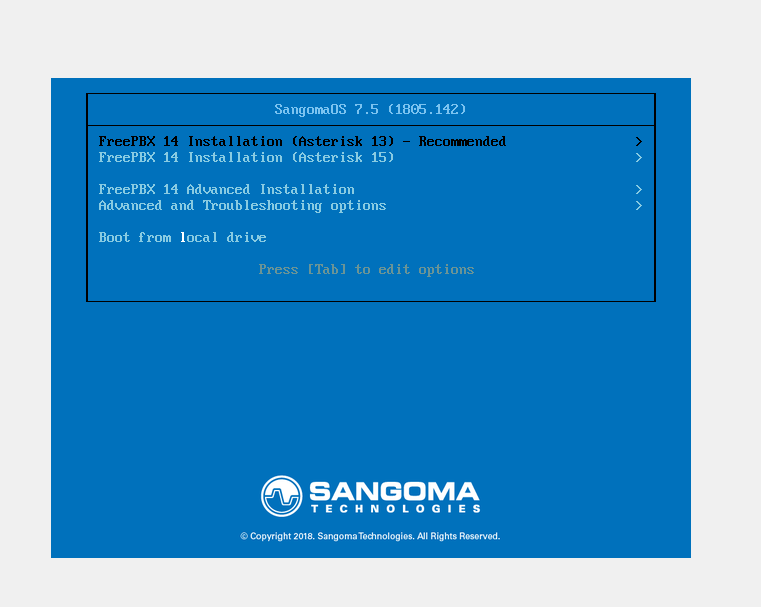 SangomaOS 7.5 (1805.142)
FreePBX 14 Installation (Asterisk 13) - Recommended >
FreePBX 14 Installation (Asterisk 15) >
FreePBX 14 Advanced Installation >
Advanced and Troubleshooting options >
Boot from local drive
Press [Tab] to edit options
SANGOMA
TECHNOLOGIES
© Copyright 2018. Sangoma Technologies. All Rights Reserved.